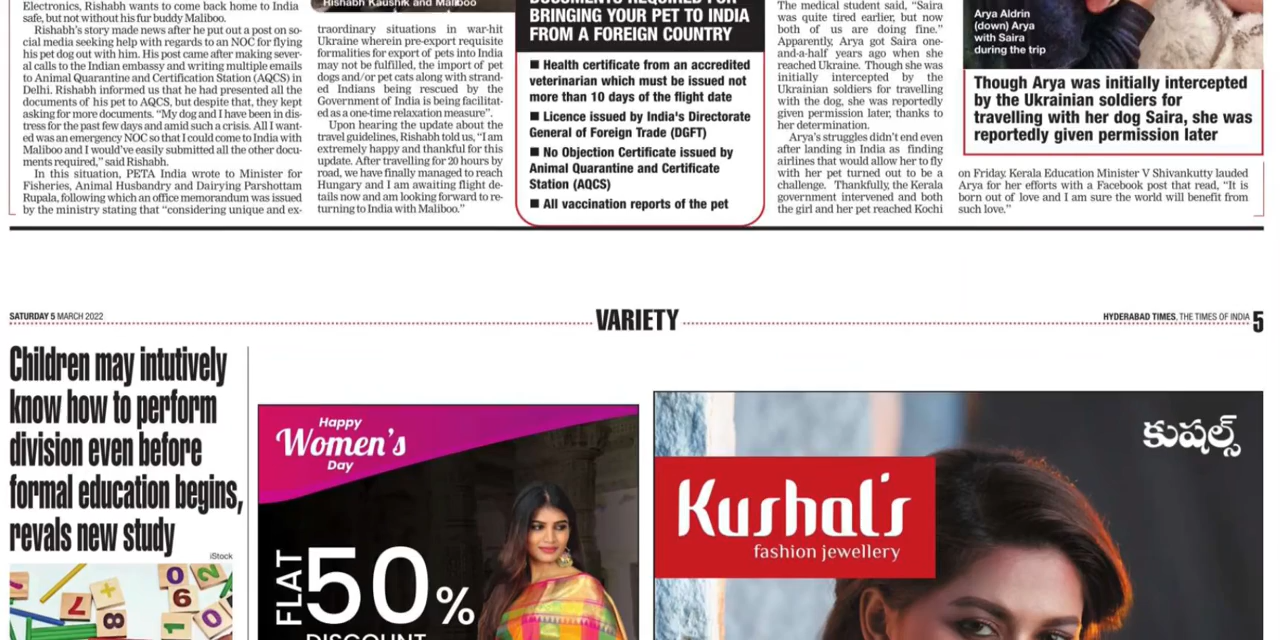 Electronics, Rishabh wants to come back home to India
safe, but not without his fur buddy Maliboo.
Rishabh's story made news after he put out a post on so-
cial media seeking help with regards to an NOC for flying
his pet dog out with him. His post came after making sever-
al calls to the Indian embassy and writing multiple emails
to Animal Quarantine and Certification Station (AQCS) in
Delhi. Rishabh informed us that he had presented all the
documents of his pet to AQCS, but despite that, they kept
asking for more documents. “My dog and I have been in dis-
tress for the past few days and amid such a crisis. All I want-
ed was an emergency NOC so that I could come to India with
Maliboo and I would've easily submitted all the other docu-
ments required,” said Rishabh.
In this situation, PETA India wrote to Minister for
Fisheries, Animal Husbandry and Dairying Parshottam
Rupala, following which an office memorandum was issued
by the ministry stating that “considering unique and ex-
Rishabh Kaushik and Maliboo
traordinary situations in war-hit
Ukraine wherein pre-export requisite
formalities for export of pets into India
may not be fulfilled, the import of pet
dogs and/or pet cats along with strand-
ed Indians being rescued by the
Government of India is being facilitat-
ed as a one-time relaxation measure”.
Upon hearing the update about the
travel guidelines, Rishabh told us, “I am
extremely happy and thankful for this
update. After travelling for 20 hours by
road, we have finally managed to reach
Hungary and I am awaiting flight de-
tails now and am looking forward to re-
turning to India with Maliboo.”
DOCUMENTS REQUIRED FOR
BRINGING YOUR PET TO INDIA
FROM A FOREIGN COUNTRY
■ Health certificate from an accredited
veterinarian which must be issued not
more than 10 days of the flight date
■ Licence issued by India's Directorate
General of Foreign Trade (DGFT)
■ No Objection Certificate issued by
Animal Quarantine and Certificate
Station (AQCS)
■ All vaccination reports of the pet
The medical student said, “Saira
was quite tired earlier, but now
both of us are doing fine.”
Apparently, Arya got Saira one-
and-a-half years ago when she
reached Ukraine. Though she was
initially intercepted by the
Ukrainian soldiers for travelling
with the dog, she was reportedly
given permission later, thanks to
her determination.
Arya's struggles didn't end even
after landing in India as finding
airlines that would allow her to fly
with her pet turned out to be a
challenge. Thankfully, the Kerala
government intervened and both
the girl and her pet reached Kochi
Arya Aldrin
(down) Arya
with Saira
during the trip
Though Arya was initially intercepted
by the Ukrainian soldiers for
travelling with her dog Saira, she was
reportedly given permission later
on Friday. Kerala Education Minister V Shivankutty lauded
Arya for her efforts with a Facebook post that read, “It is
born out of love and I am sure the world will benefit from
such love.”
SATURDAY 5 MARCH 2022
VARIETY
HYDERABAD TIMES, THE TIMES OF INDIA 5
Children may intutively
know how to perform
division even before
formal education begins,
revals new study
iStock
Happy
Women's
Day
FLAT
50%
DISCOUNT
Kushal's
fashion jewellery
కుషల్స్